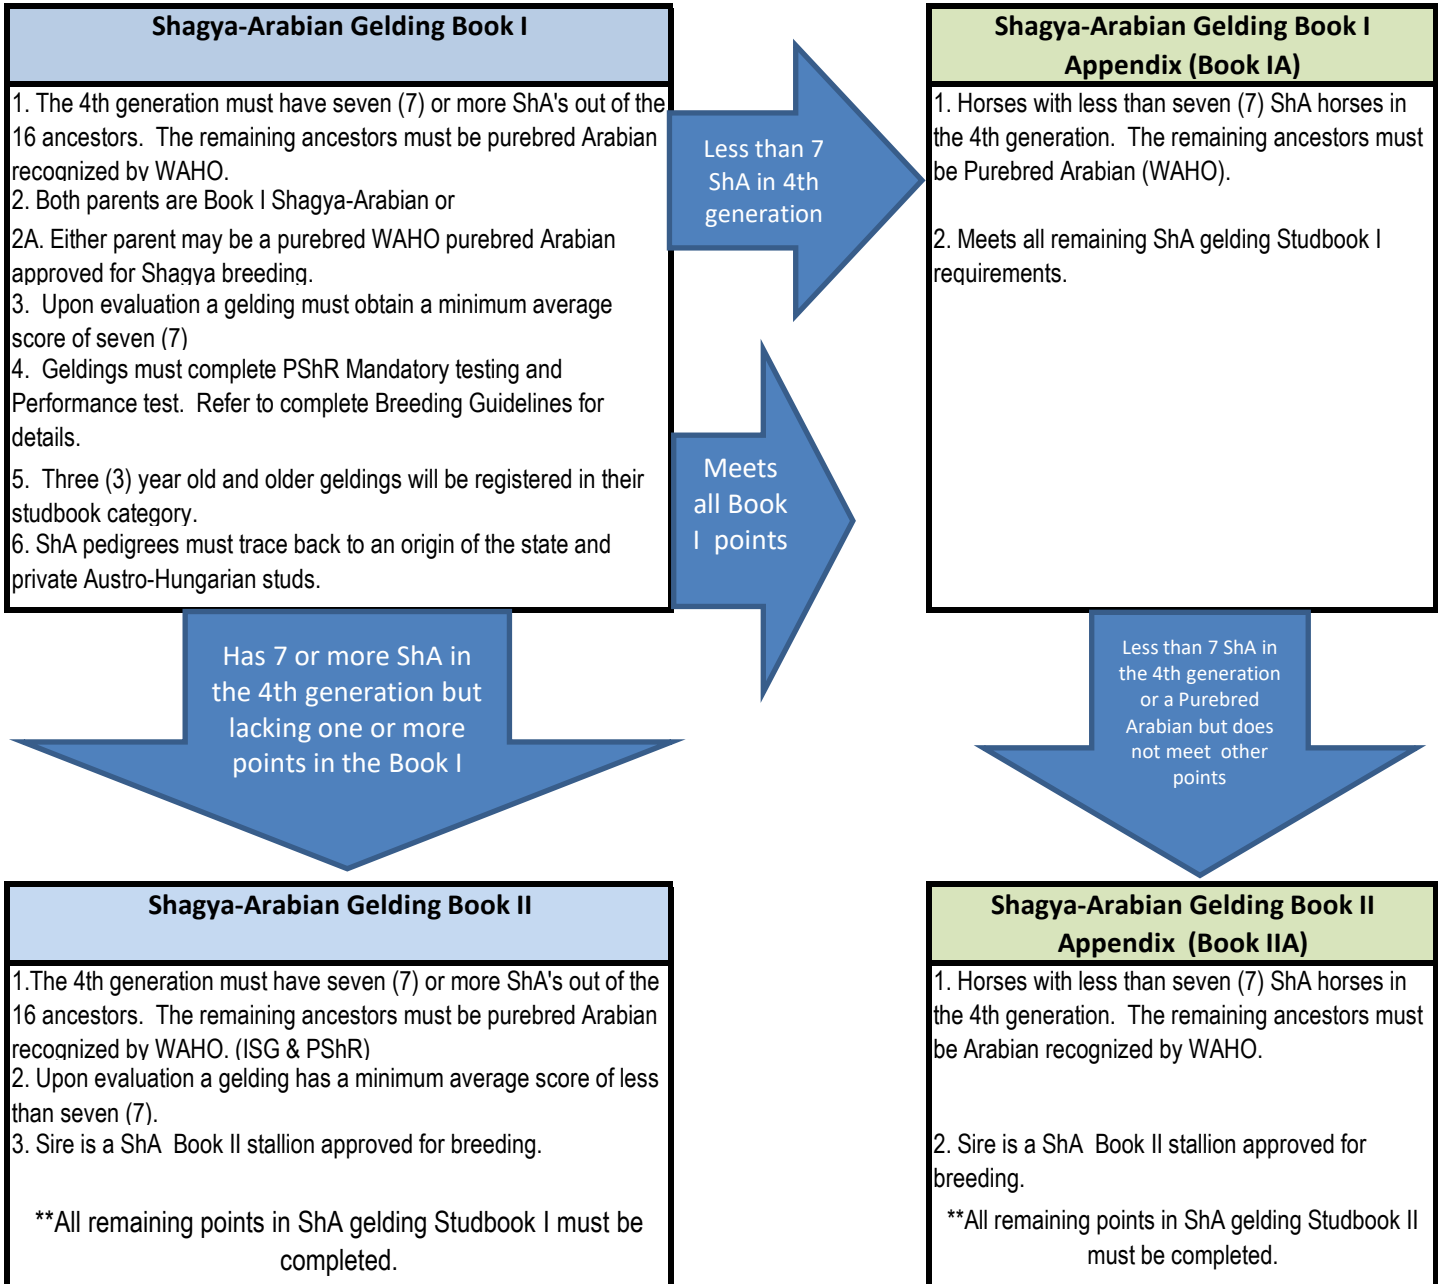 Shagya-Arabian Gelding Book I
1. The 4th generation must have seven (7) or more ShA's out of the
16 ancestors.  The remaining ancestors must be purebred Arabian
recognized by WAHO.
2. Both parents are Book I Shagya-Arabian or
2A. Either parent may be a purebred WAHO purebred Arabian
approved for Shagya breeding.
3.  Upon evaluation a gelding must obtain a minimum average
score of seven (7)
4.  Geldings must complete PShR Mandatory testing and
Performance test.  Refer to complete Breeding Guidelines for
details.
5.  Three (3) year old and older geldings will be registered in their
studbook category.
6. ShA pedigrees must trace back to an origin of the state and
private Austro-Hungarian studs.
Less than 7
ShA in 4th
generation
Meets
all Book
I  points
Shagya-Arabian Gelding Book I
Appendix (Book IA)
1. Horses with less than seven (7) ShA horses in
the 4th generation.  The remaining ancestors must
be Purebred Arabian (WAHO).
2. Meets all remaining ShA gelding Studbook I
requirements.
Has 7 or more ShA in
the 4th generation but
lacking one or more
points in the Book I
Less than 7 ShA in
the 4th generation
or a Purebred
Arabian but does
not meet  other
points
Shagya-Arabian Gelding Book II
1.The 4th generation must have seven (7) or more ShA's out of the
16 ancestors.  The remaining ancestors must be purebred Arabian
recognized by WAHO. (ISG & PShR)
2. Upon evaluation a gelding has a minimum average score of less
than seven (7).
3. Sire is a ShA  Book II stallion approved for breeding.
**All remaining points in ShA gelding Studbook I must be
completed.
Shagya-Arabian Gelding Book II
Appendix  (Book IIA)
1. Horses with less than seven (7) ShA horses in
the 4th generation.  The remaining ancestors must
be Arabian recognized by WAHO.
2. Sire is a ShA  Book II stallion approved for
breeding.
**All remaining points in ShA gelding Studbook II
must be completed.